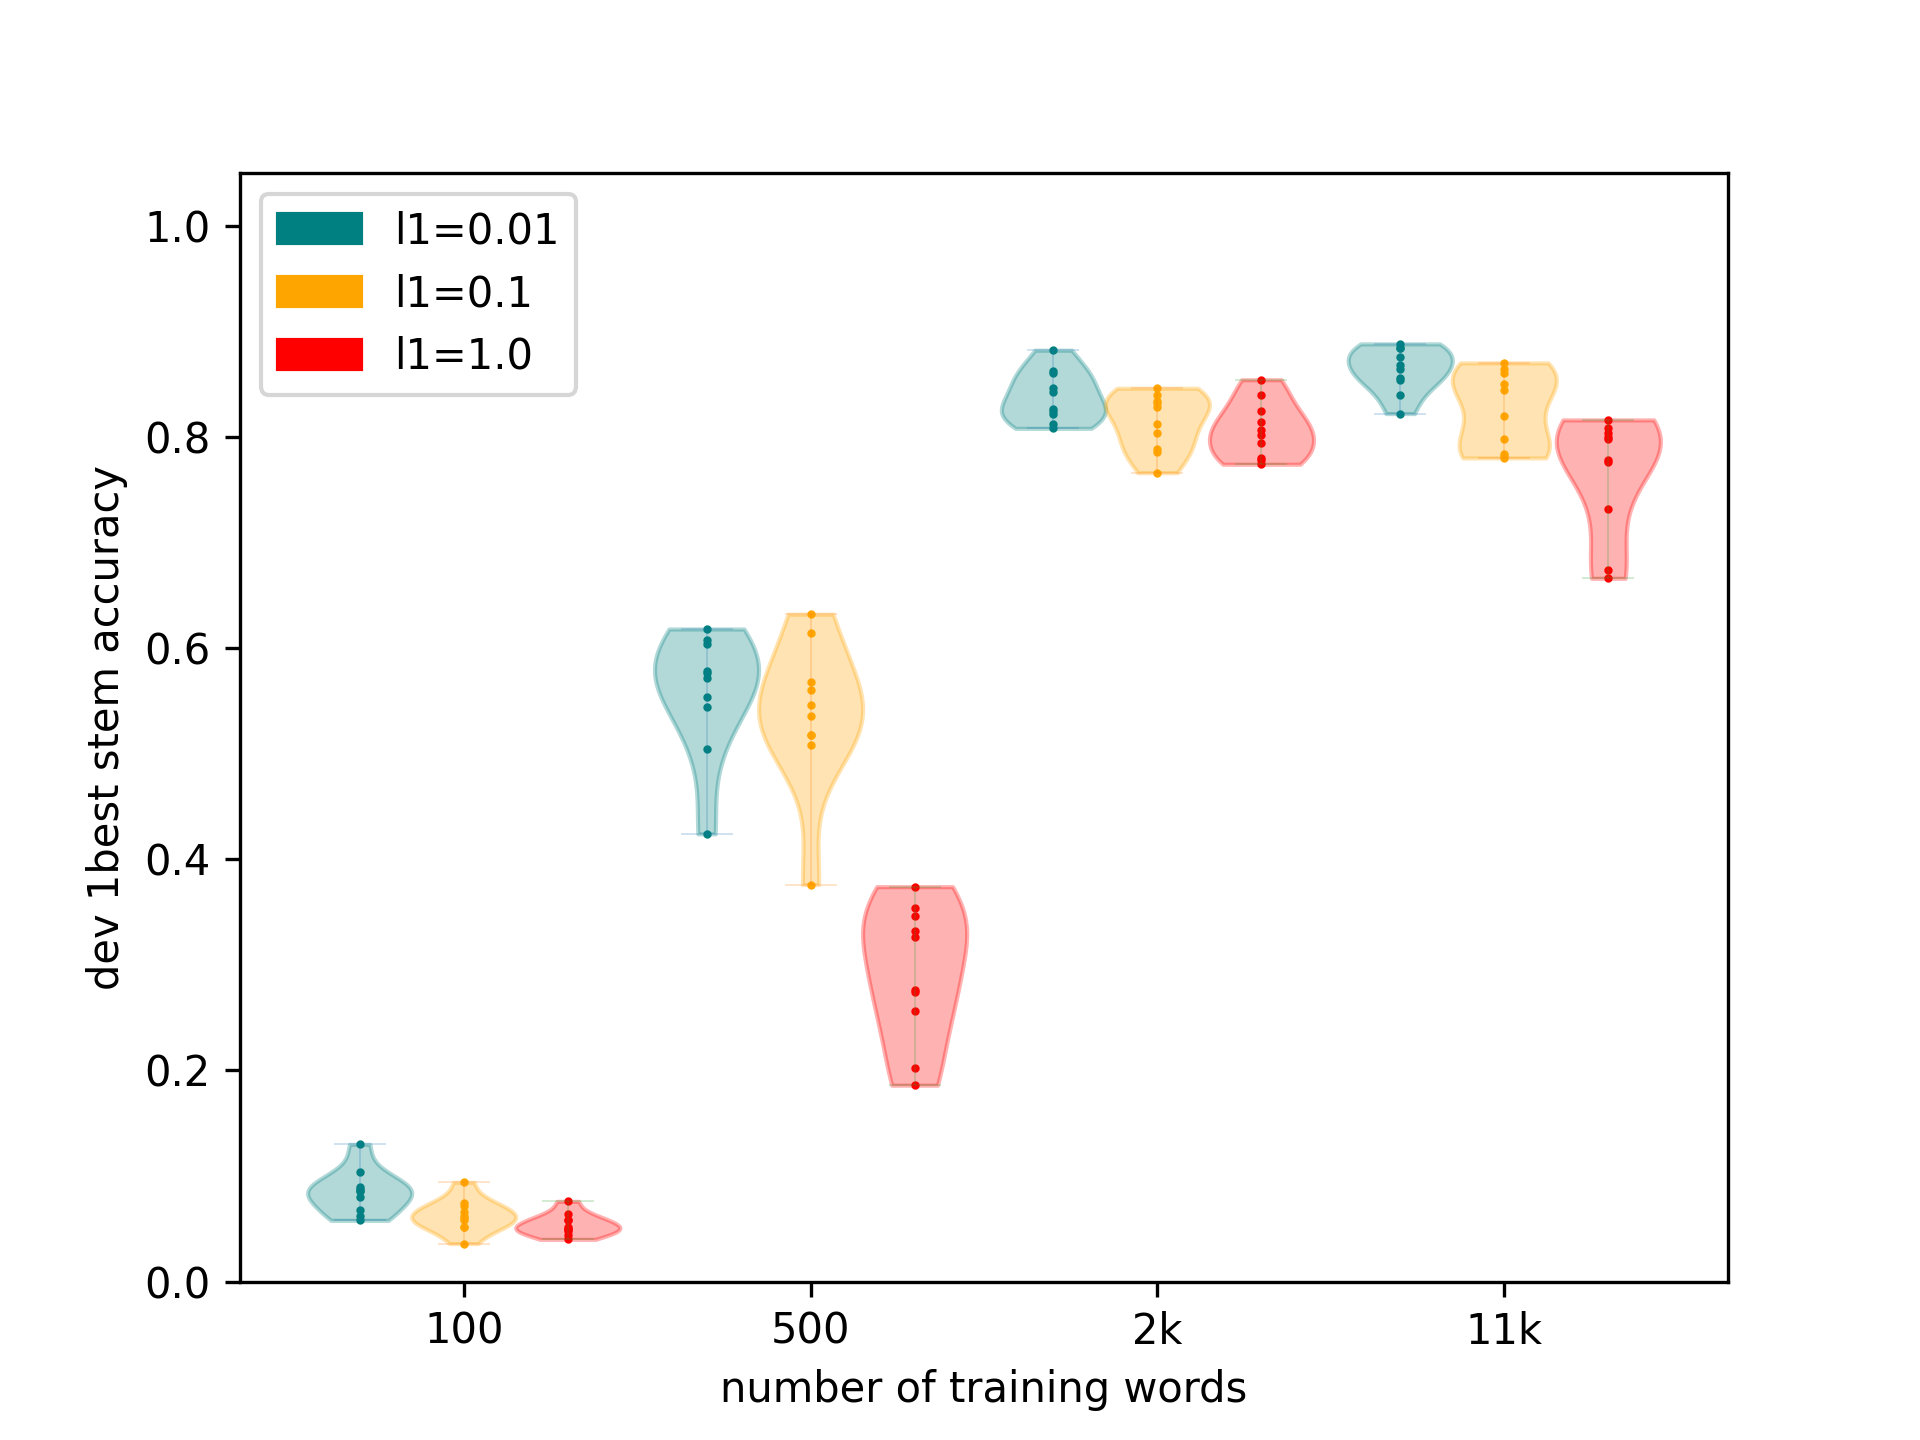 l1=0.01
l1=0.1
l1=1.0
1.0
0.8
0.6
0.4
0.2
0.0
dev 1best stem accuracy
100 500 2k 11k
number of training words